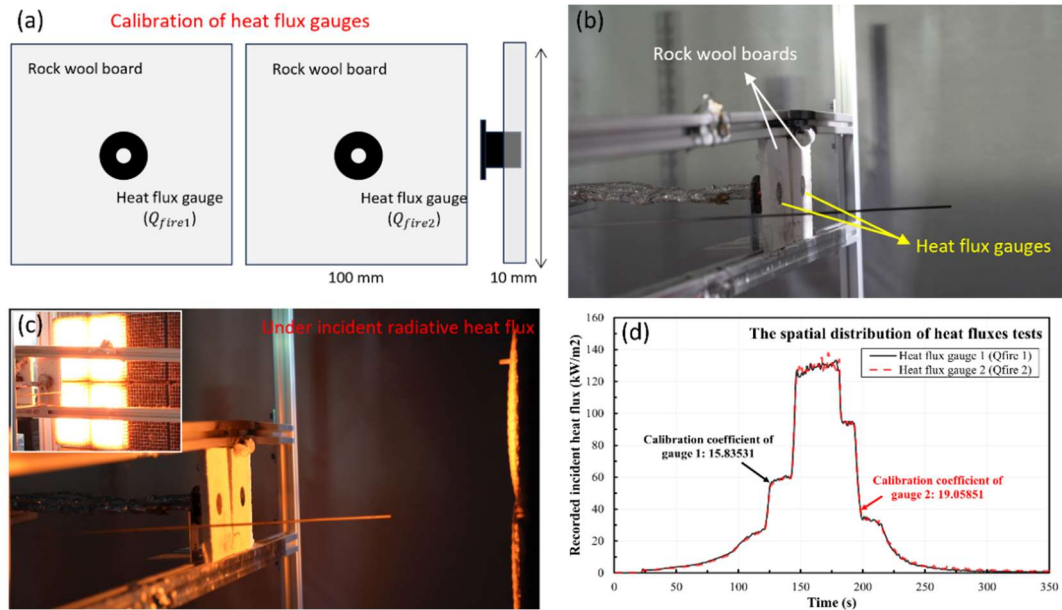 (a)
Calibration of heat flux gauges
Rock wool board
Heat flux gauge
(Q_fire1)
Rock wool board
Heat flux gauge
(Q_fire2)
100 mm
10 mm
(b)
Rock wool boards
Heat flux gauges
(c)
Under incident radiative heat flux
(d)
The spatial distribution of heat fluxes tests
Heat flux gauge 1 (Qfire 1)
Heat flux gauge 2 (Qfire 2)
Calibration coefficient of
gauge 1: 15.83531
Calibration coefficient of
gauge 2: 19.05851
Recorded incident heat flux (kW/m2)
160
140
120
100
80
60
40
20
0
0
50
100
150
200
250
300
350
Time (s)